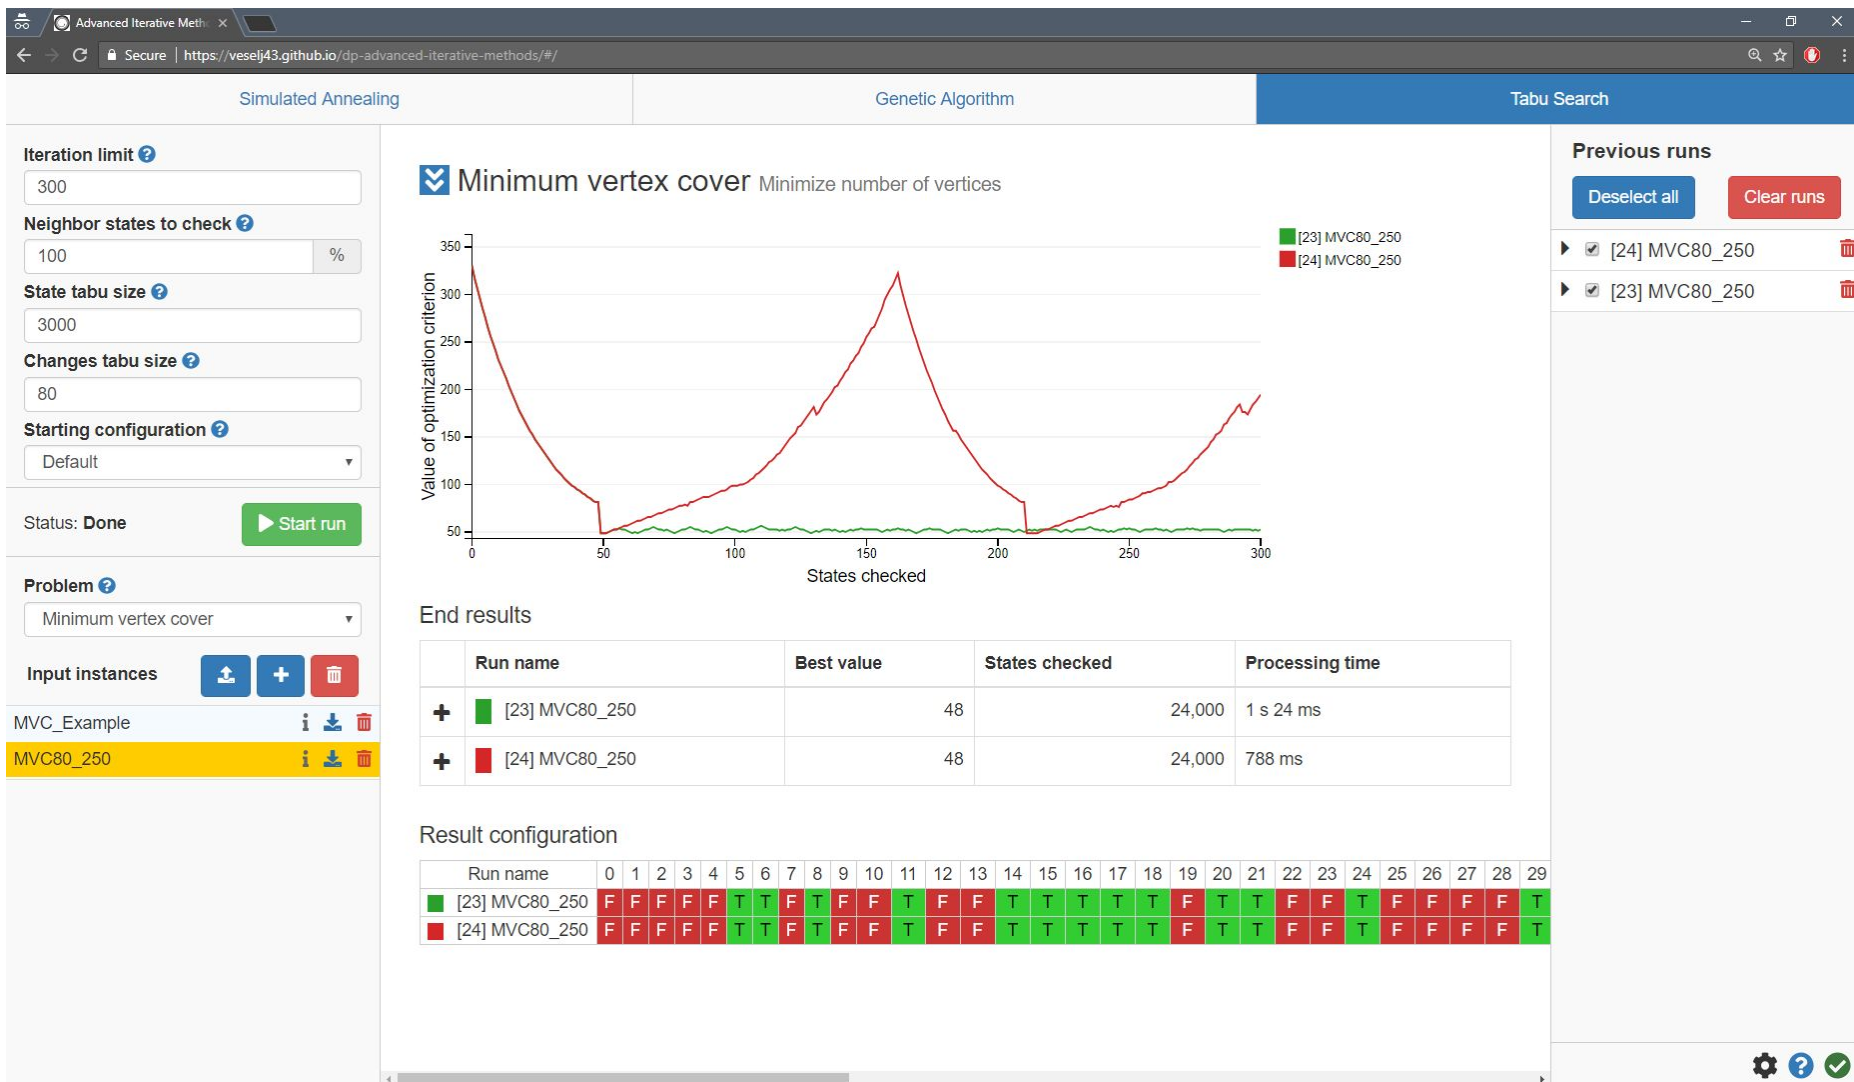 Advanced Iterative Meth
Secure | https://veselj43.github.io/dp-advanced-iterative-methods/#/
Simulated Annealing
Genetic Algorithm
Tabu Search
Iteration limit
300
Neighbor states to check
100 %
State tabu size
3000
Changes tabu size
80
Starting configuration
Default
Status: Done
Start run
Problem
Minimum vertex cover
Input instances
MVC_Example
MVC80_250
Minimum vertex cover Minimize number of vertices
Value of optimization criterion
350
300
250
200
150
100
50
0 50 100 150 200 250 300
States checked
[23] MVC80_250
[24] MVC80_250
End results
Run name Best value States checked Processing time
[23] MVC80_250 48 24,000 1 s 24 ms
[24] MVC80_250 48 24,000 788 ms
Result configuration
Run name 0 1 2 3 4 5 6 7 8 9 10 11 12 13 14 15 16 17 18 19 20 21 22 23 24 25 26 27 28 29
[23] MVC80_250 F F F F F T T F T F F T F F T T T T T F T T F F T F F F F T
[24] MVC80_250 F F F F F T T F T F F T F F T T T T T F T T F F T F F F F T
Previous runs
Deselect all
Clear runs
[24] MVC80_250
[23] MVC80_250